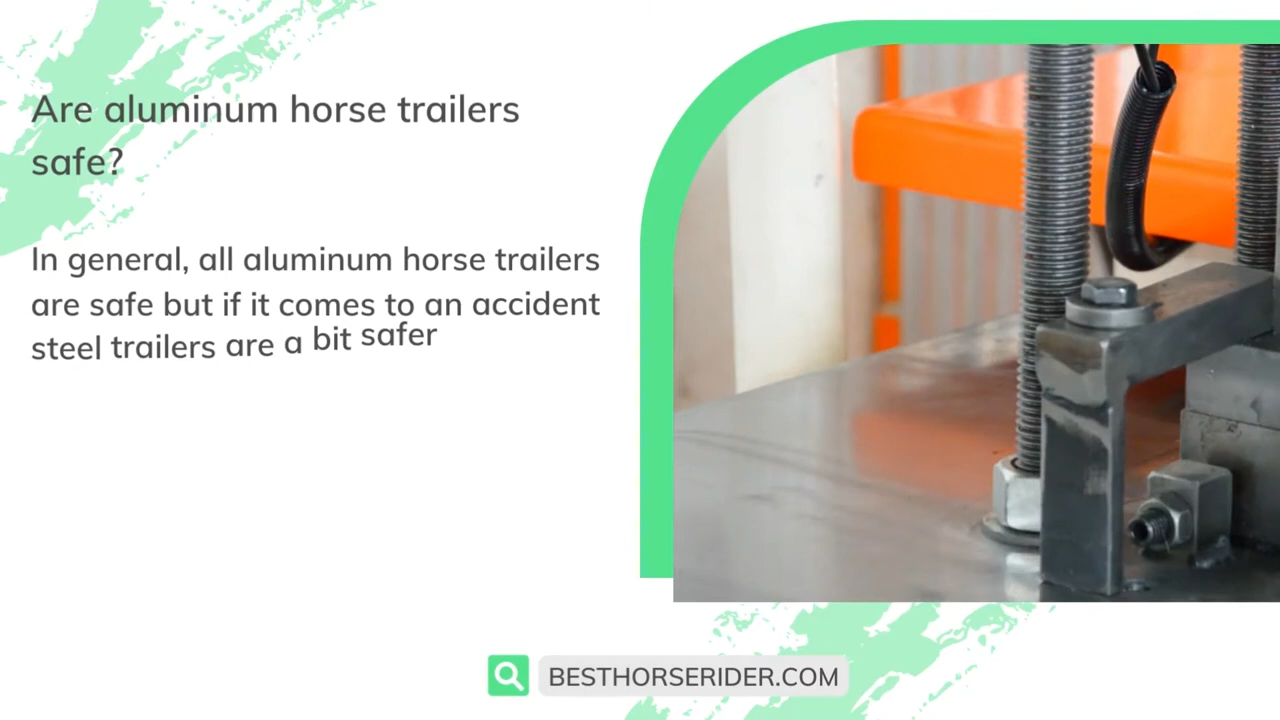 Are aluminum horse trailers
safe?
In general, all aluminum horse trailers
are safe but if it comes to an accident
steel trailers are a bit safer
BESTHORSERIDER.COM